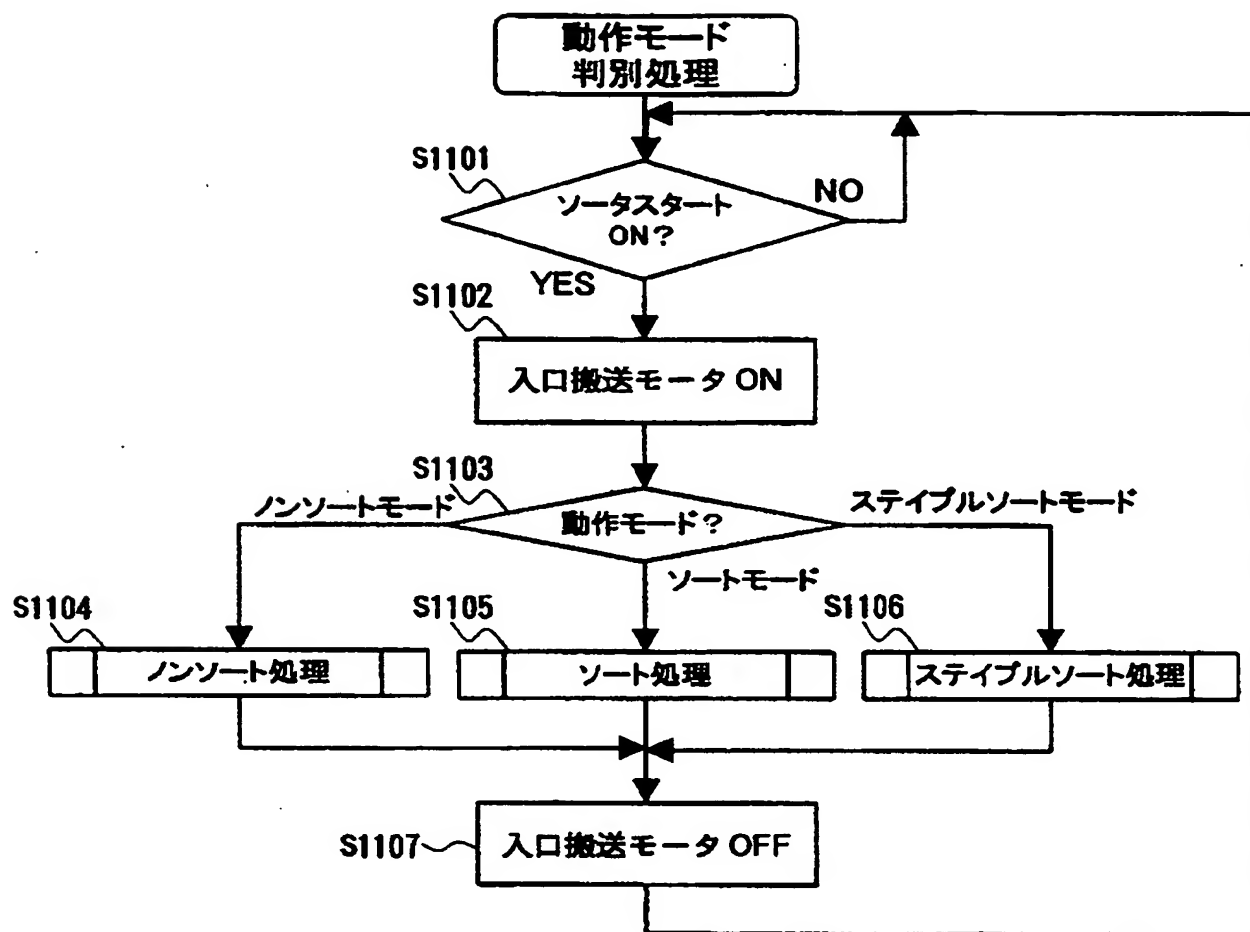 動作モード
判別処理
S1101
ソータスタート
ON?
NO
YES
S1102
入口搬送モータ ON
S1103
ノンソートモード
動作モード?
ステイプルソートモード
ソートモード
S1104
S1105
S1106
ノンソート処理
ソート処理
ステイプルソート処理
S1107
入口搬送モータ OFF